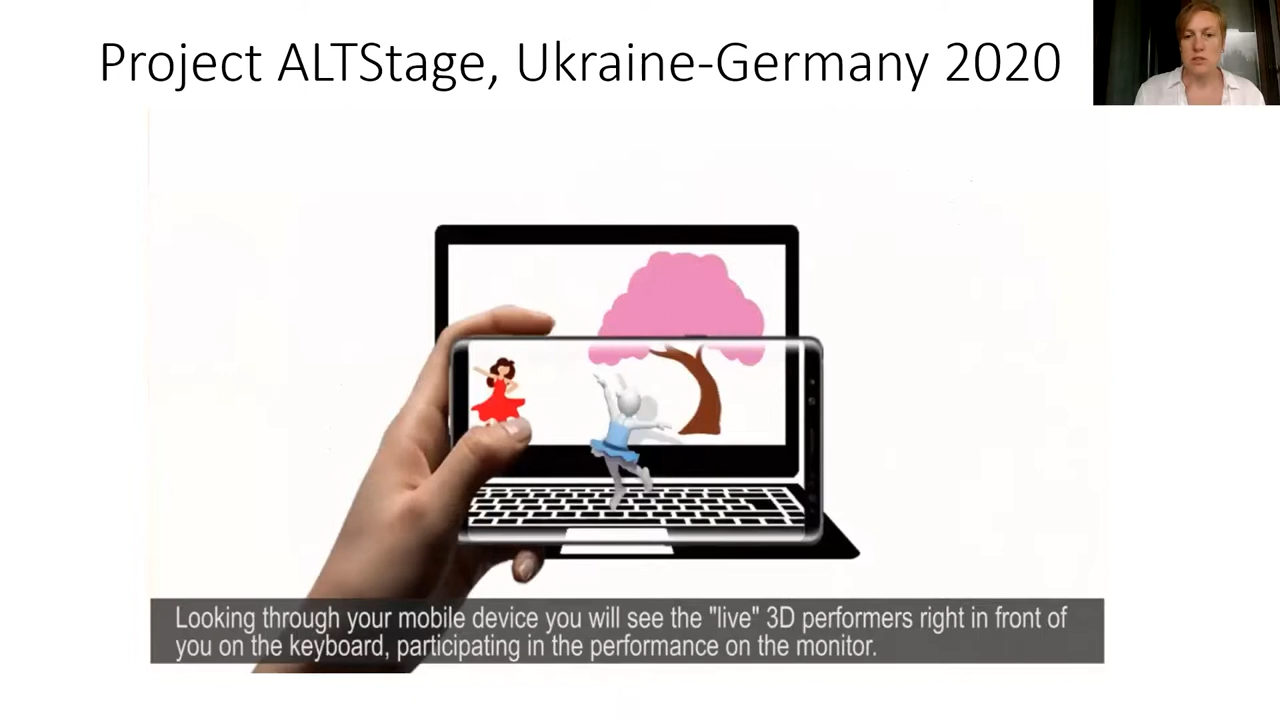 Project ALTStage, Ukraine-Germany 2020
Looking through your mobile device you will see the "live" 3D performers right in front of
you on the keyboard, participating in the performance on the monitor.